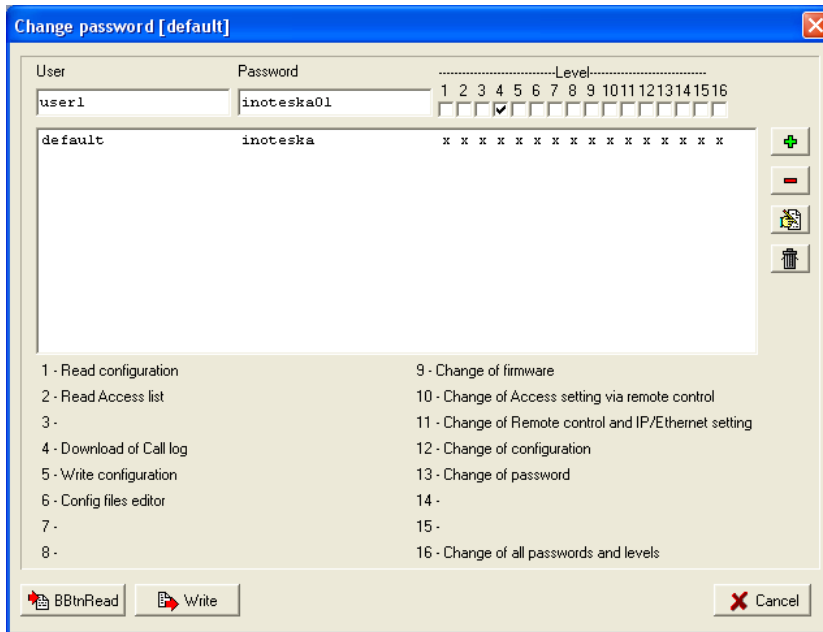 Change password [default]
User Password ----------------------------Level----------------------------
1 2 3 4 5 6 7 8 9 10 11 12 13 14 15 16
user1 inoteska01
default inoteska x x x x x x x x x x x x x x x x
1 - Read configuration
2 - Read Access list
3 -
4 - Download of Call log
5 - Write configuration
6 - Config files editor
7 -
8 -
9 - Change of firmware
10 - Change of Access setting via remote control
11 - Change of Remote control and IP/Ethernet setting
12 - Change of configuration
13 - Change of password
14 -
15 -
16 - Change of all passwords and levels
BBtnRead Write Cancel